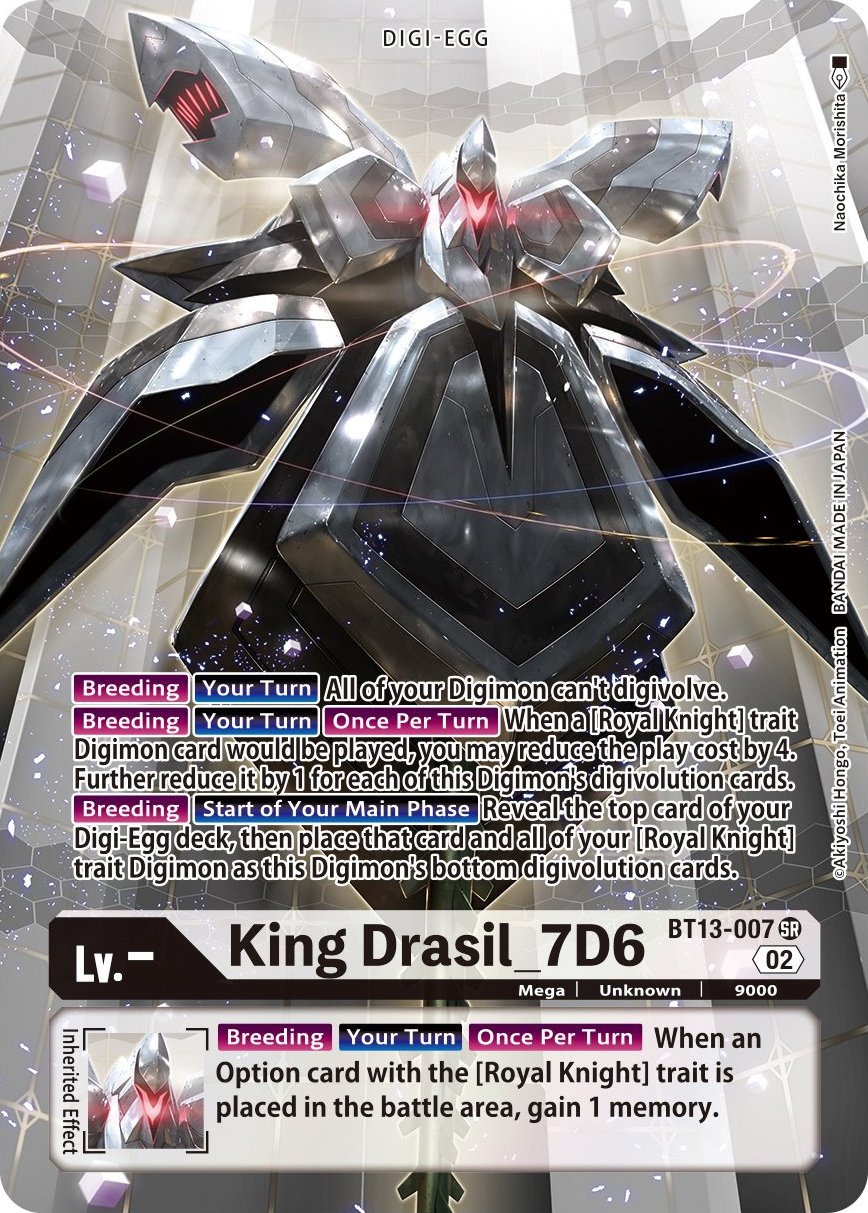 DIGI-EGG
Naochika Morishita
BANDAI MADE IN JAPAN
©Akiyoshi Hongo, Toei Animation
Breeding Your Turn All of your Digimon can't digivolve.
Breeding Your Turn Once Per Turn When a [Royal Knight] trait
Digimon card would be played, you may reduce the play cost by 4.
Further reduce it by 1 for each of this Digimon's digivolution cards.
Breeding Start of Your Main Phase Reveal the top card of your
Digi-Egg deck, then place that card and all of your [Royal Knight]
trait Digimon as this Digimon's bottom digivolution cards.
Lv.-
King Drasil_7D6
BT13-007 SR
02
Mega | Unknown | 9000
Inherited Effect
Breeding Your Turn Once Per Turn When an
Option card with the [Royal Knight] trait is
placed in the battle area, gain 1 memory.